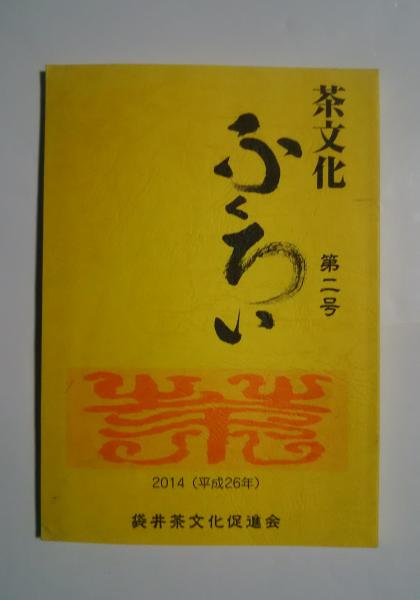 茶文化
ふくろい
第二号
2014（平成26年）
袋井茶文化促進会